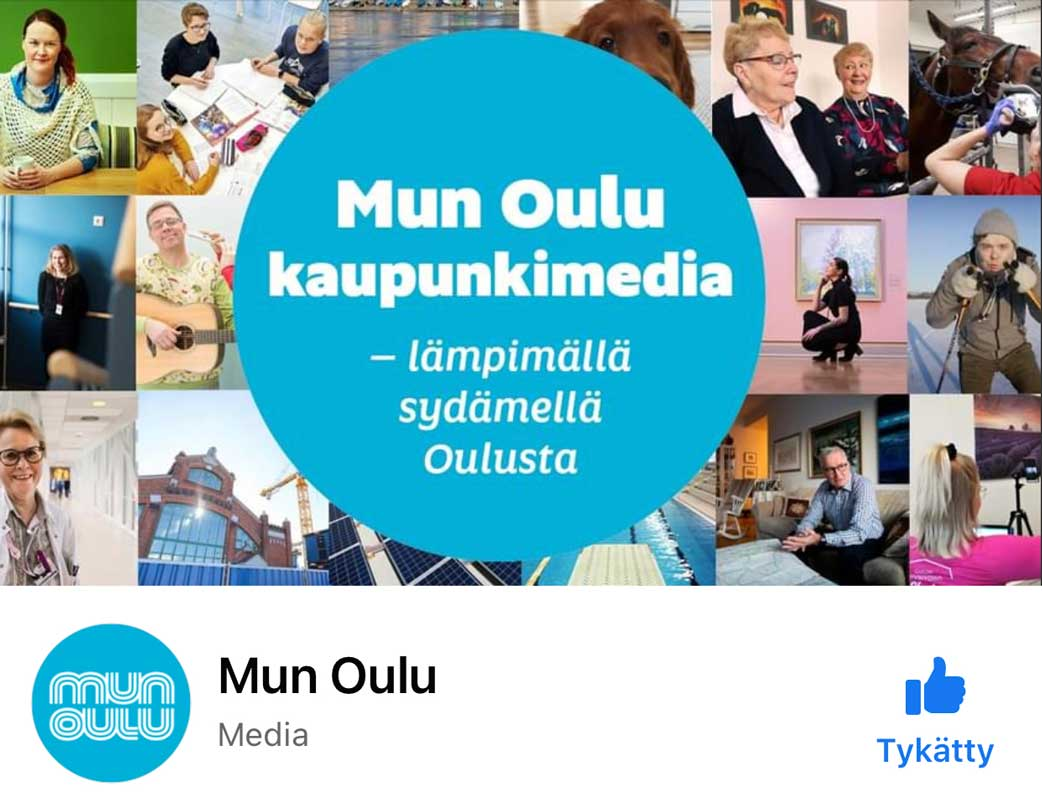 Mun Oulu
kaupunkimedia
– lämpimällä
sydämellä
Oulusta
mun
oulu
Mun Oulu
Media
Tykätty